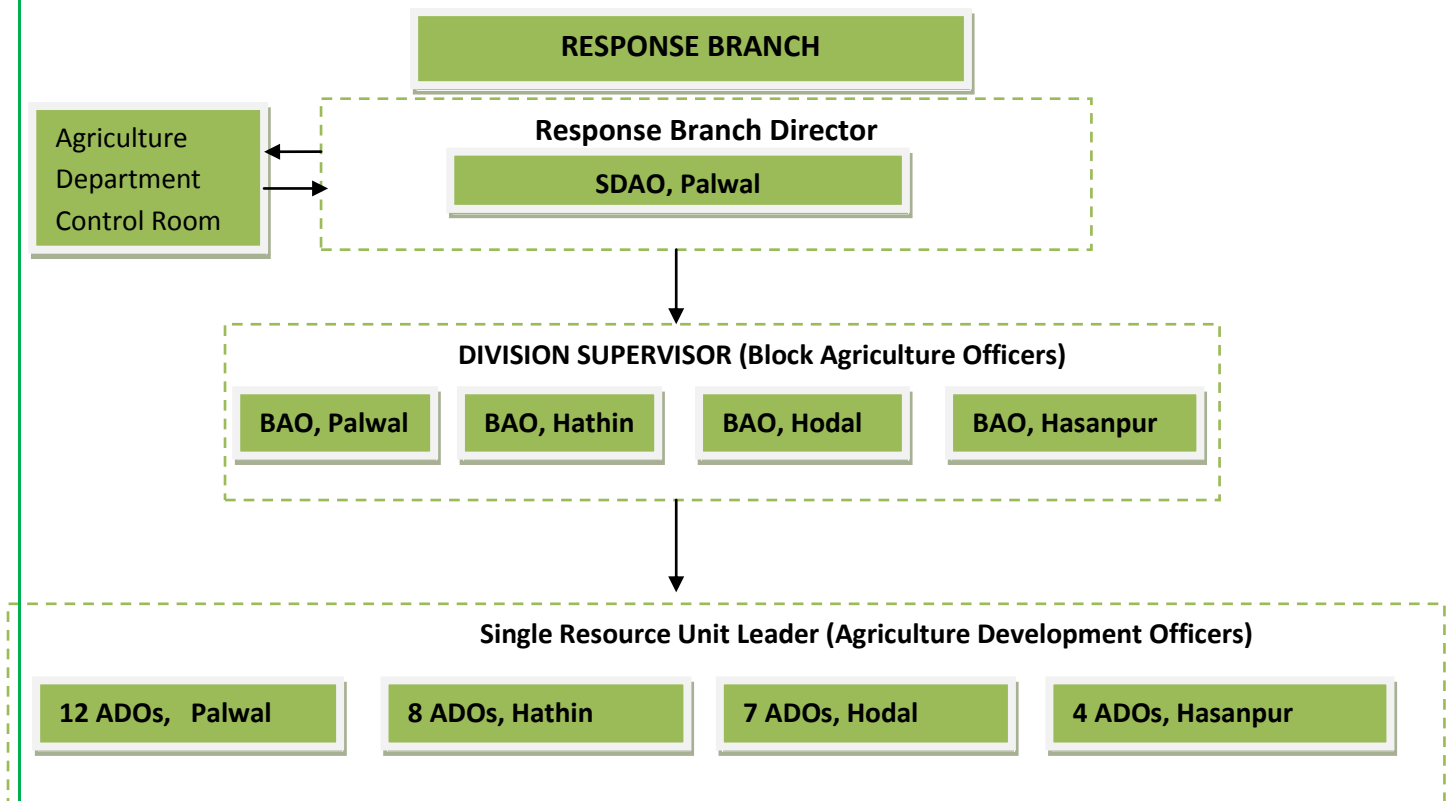 RESPONSE BRANCH
Agriculture
Department
Control Room
Response Branch Director
SDAO, Palwal
DIVISION SUPERVISOR (Block Agriculture Officers)
BAO, Palwal
BAO, Hathin
BAO, Hodal
BAO, Hasanpur
Single Resource Unit Leader (Agriculture Development Officers)
12 ADOs, Palwal
8 ADOs, Hathin
7 ADOs, Hodal
4 ADOs, Hasanpur